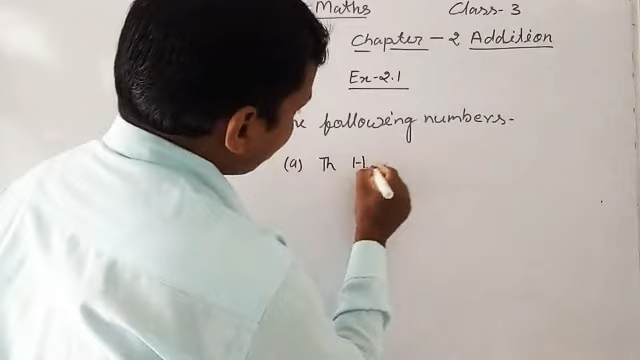 Maths Class-3
Chapter-2 Addition
Ex-2.1
following numbers-
(a) Th H